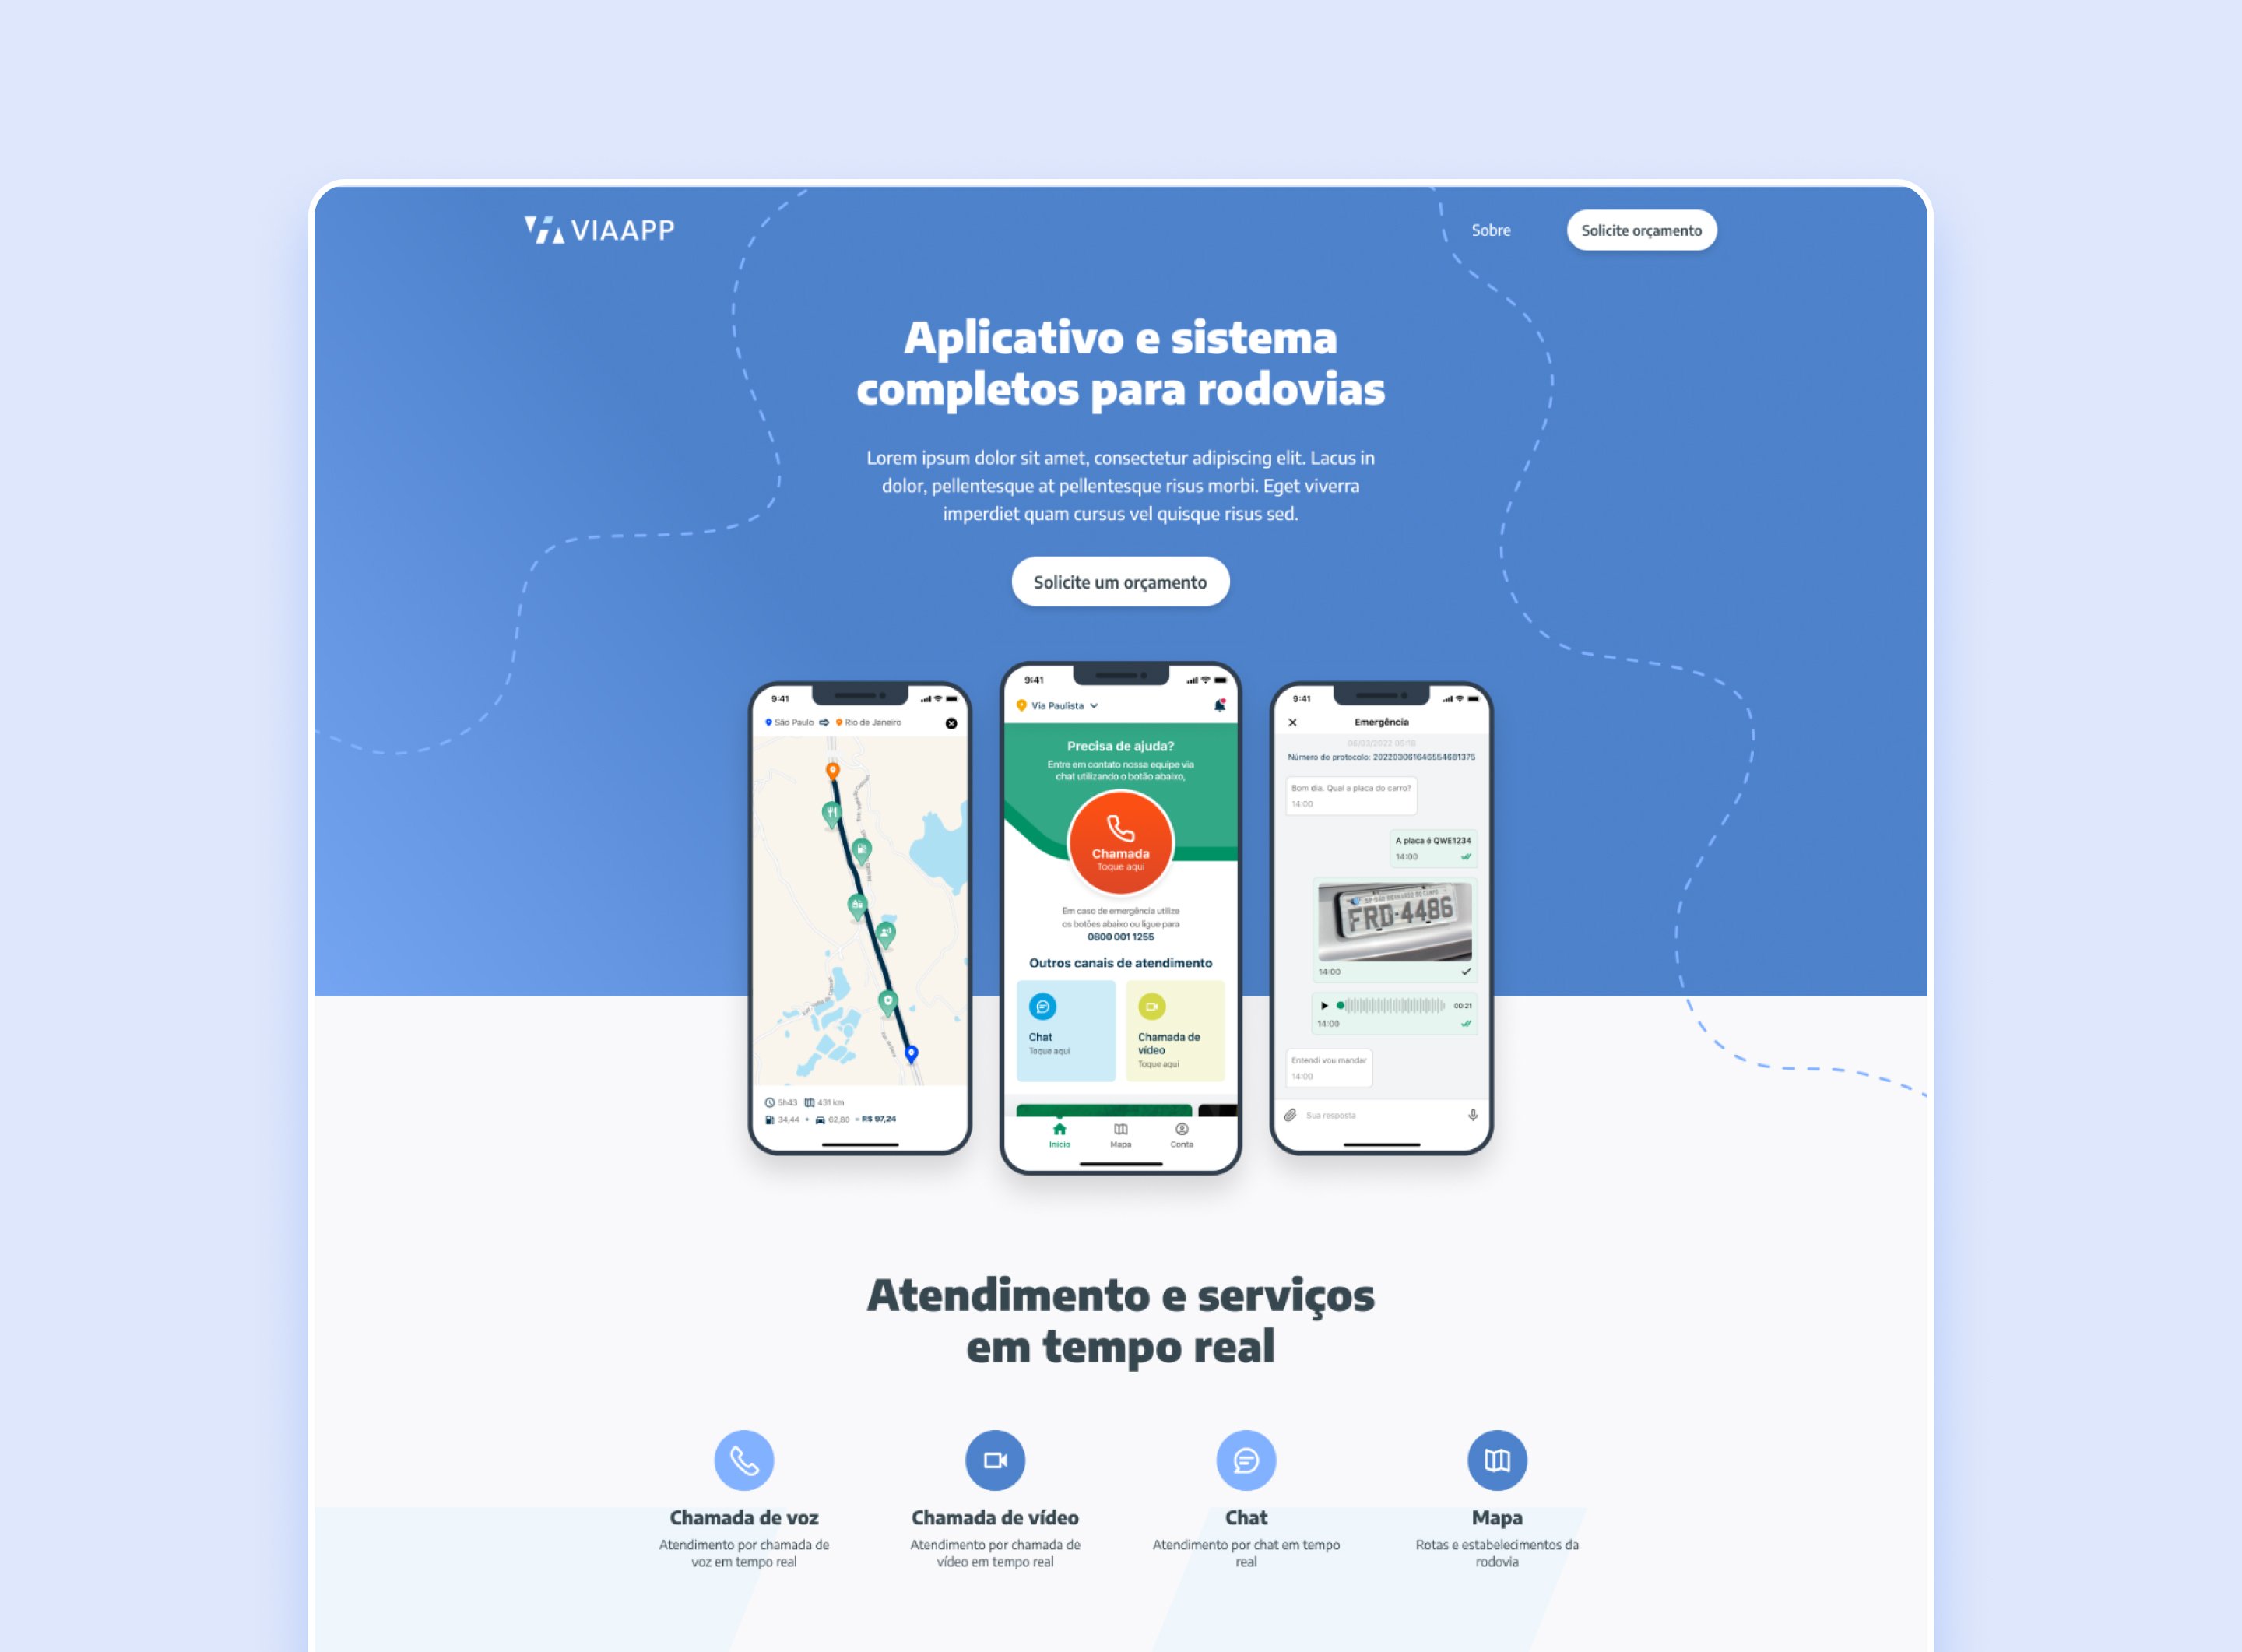 VIAAPP
Sobre
Solicite orçamento
Aplicativo e sistema
completos para rodovias
Lorem ipsum dolor sit amet, consectetur adipiscing elit. Lacus in
dolor, pellentesque at pellentesque risus morbi. Eget viverra
imperdiet quam cursus vel quisque risus sed.
Solicite um orçamento
9:41
São Paulo
Rio de Janeiro
5h43
431 km
34,44 + 62,80 = R$ 97,24
9:41
Via Paulista
Precisa de ajuda?
Entre em contato nossa equipe via
chat utilizando o botão abaixo,
Chamada
Toque aqui
Em caso de emergência utilize
os botões abaixo ou ligue para
0800 001 1255
Outros canais de atendimento
Chat
Toque aqui
Chamada de
vídeo
Toque aqui
Início
Mapa
Conta
9:41
Emergência
06/03/2022 05:16
Número do protocolo: 202203061646554681375
Bom dia. Qual a placa do carro?
14:00
A placa é QWE1234
14:00
FRD-4486
14:00
00:21
14:00
Entendi vou mandar
14:00
Sua resposta
Atendimento e serviços
em tempo real
Chamada de voz
Atendimento por chamada de
voz em tempo real
Chamada de vídeo
Atendimento por chamada de
vídeo em tempo real
Chat
Atendimento por chat em tempo
real
Mapa
Rotas e estabelecimentos da
rodovia